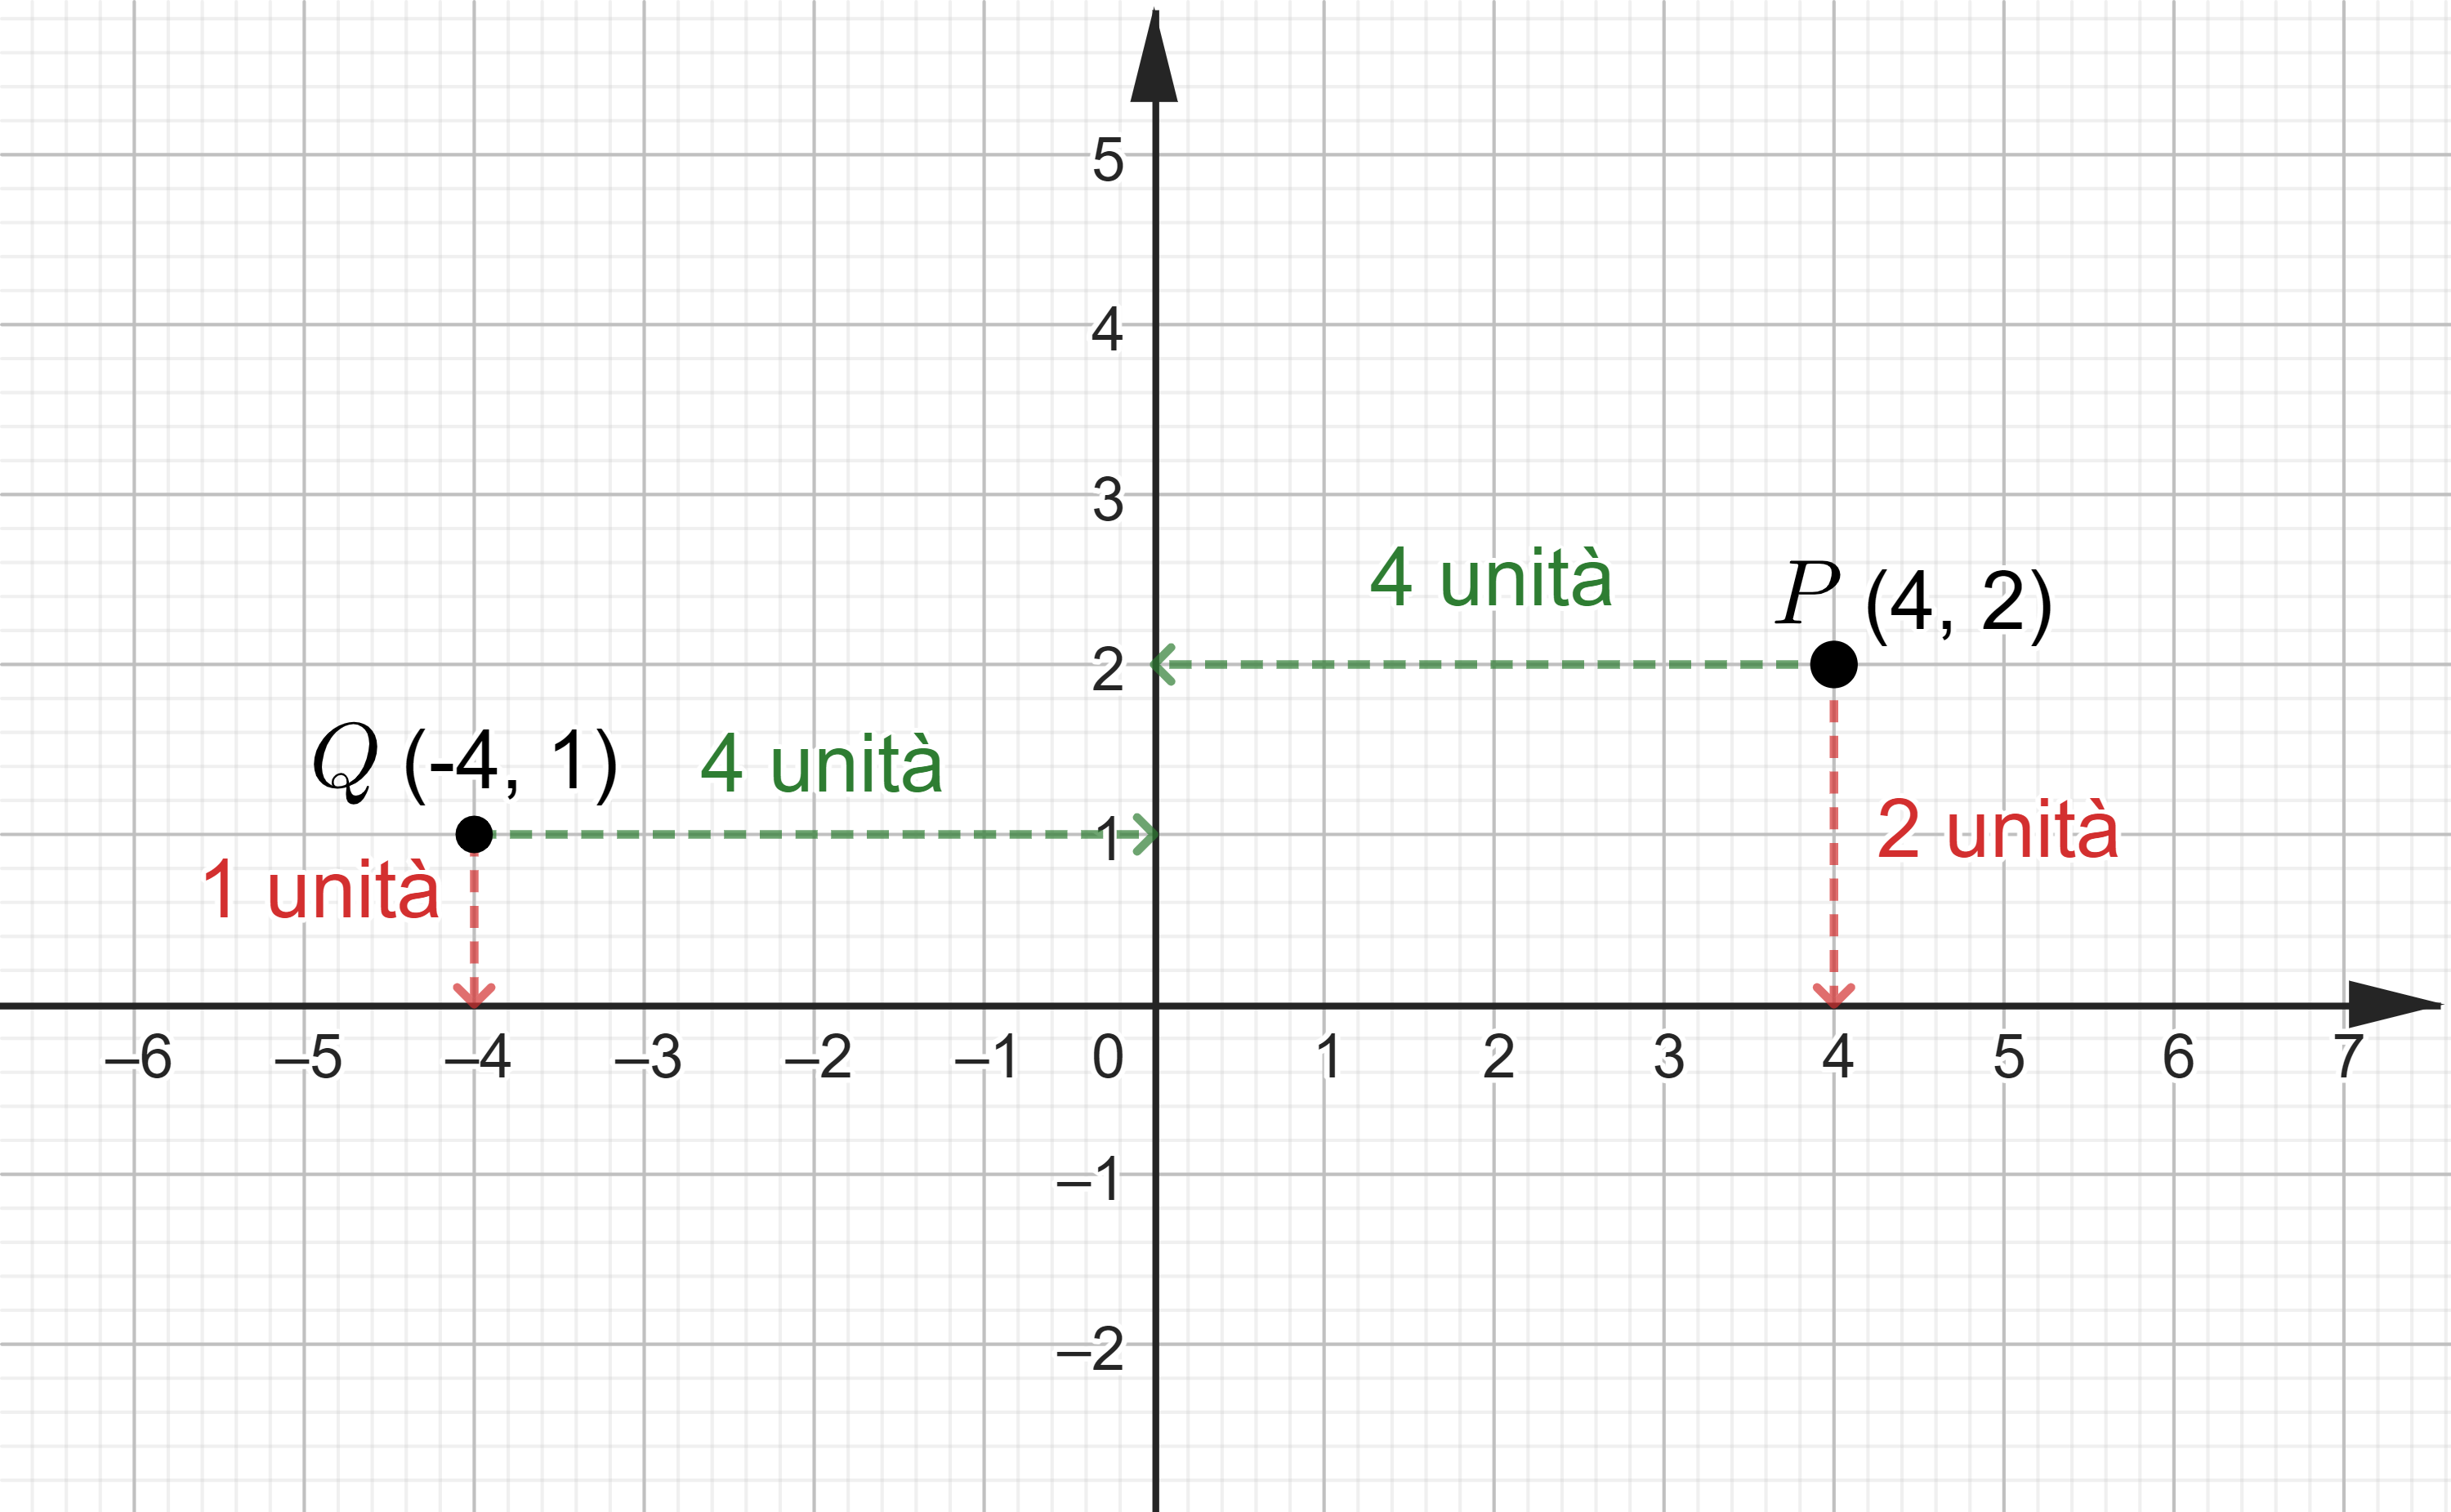 5
4
3
4 unità
P (4, 2)
2
Q (-4, 1)
4 unità
2 unità
1
1 unità
–6 –5 –4 –3 –2 –1 0 1 2 3 4 5 6 7
–1
–2